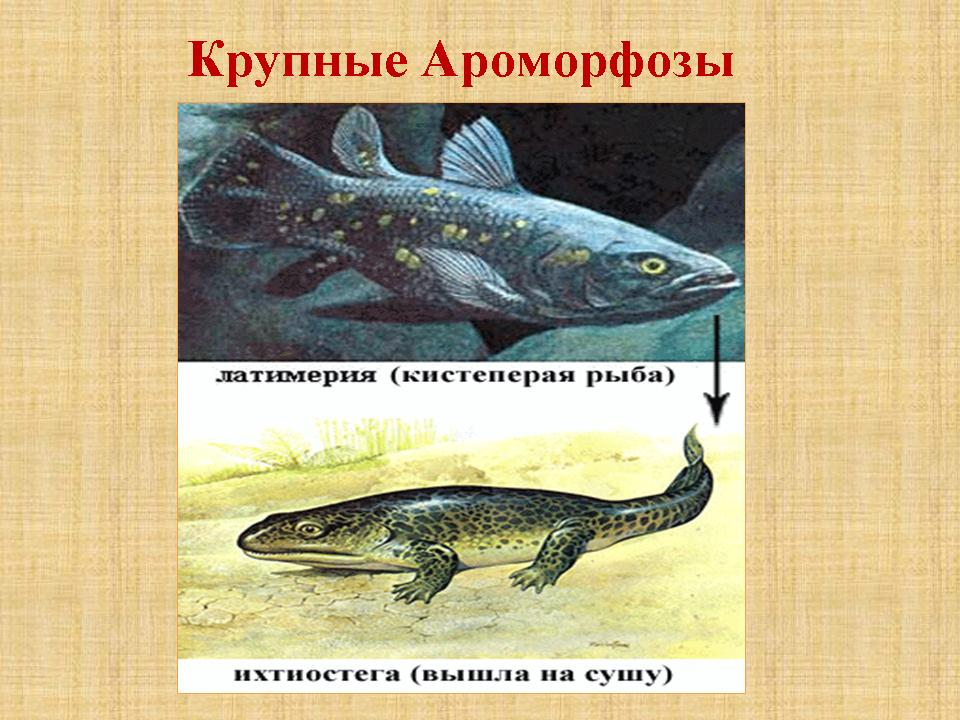 Крупные Ароморфозы
латимерия (кистеперая рыба)
ихтиостега (вышла на сушу)